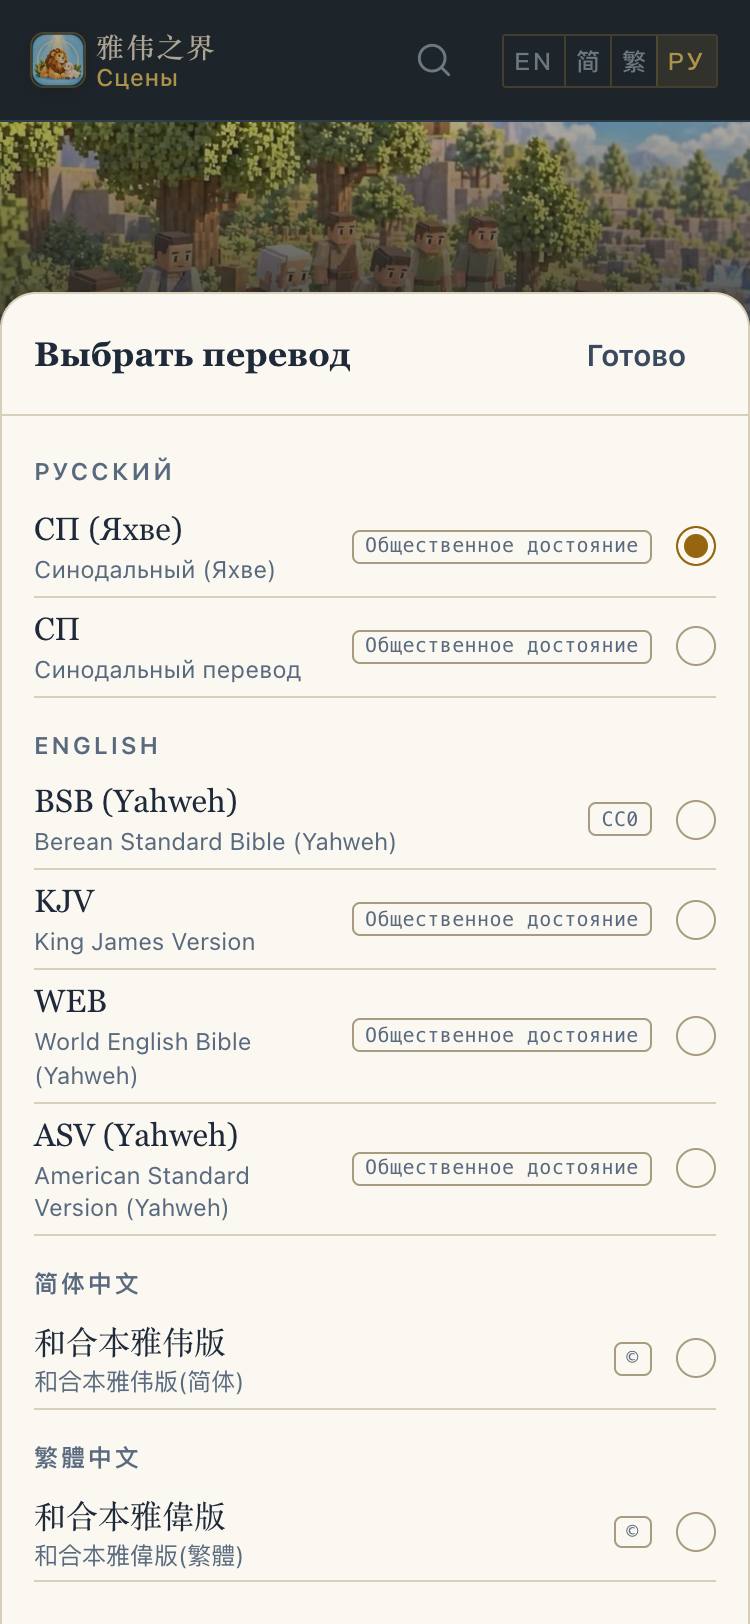 雅伟之界
Сцены
EN 简 繁 РУ
Выбрать перевод
Готово
РУССКИЙ
СП (Яхве)
Синодальный (Яхве)
Общественное достояние
СП
Синодальный перевод
Общественное достояние
ENGLISH
BSB (Yahweh)
Berean Standard Bible (Yahweh)
CC0
KJV
King James Version
Общественное достояние
WEB
World English Bible
(Yahweh)
Общественное достояние
ASV (Yahweh)
American Standard
Version (Yahweh)
Общественное достояние
简体中文
和合本雅伟版
和合本雅伟版(简体)
©
繁體中文
和合本雅偉版
和合本雅偉版(繁體)
©